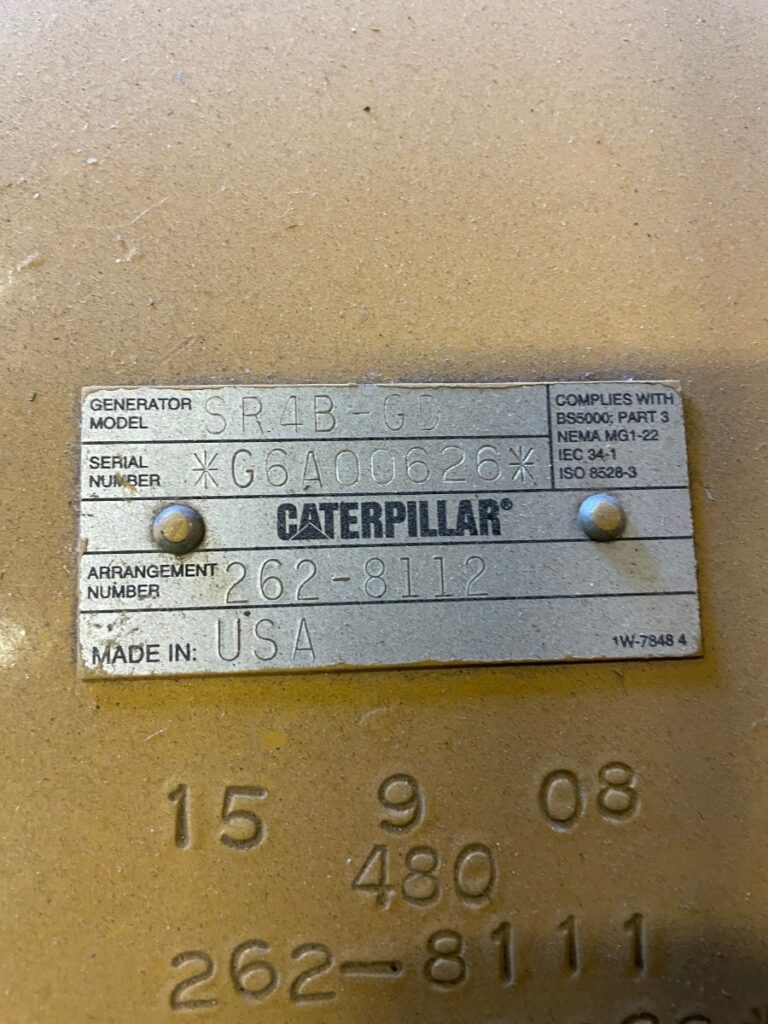 GENERATOR MODEL SR4B-GD
SERIAL NUMBER *G6A00626*
COMPLIES WITH
BS5000; PART 3
NEMA MG1-22
IEC 34-1
ISO 8528-3
CATERPILLAR®
ARRANGEMENT NUMBER 262-8112
MADE IN: USA
1W-7848 4
15 9 08
480
262-8111